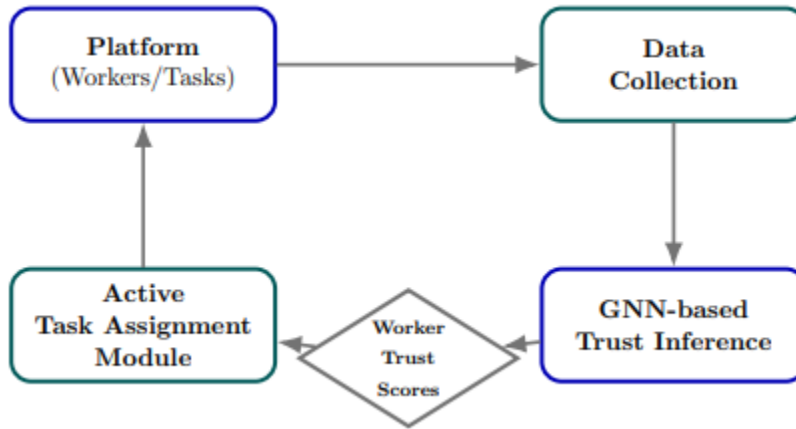 Platform
(Workers/Tasks)
Data
Collection
Active
Task Assignment
Module
Worker
Trust
Scores
GNN-based
Trust Inference